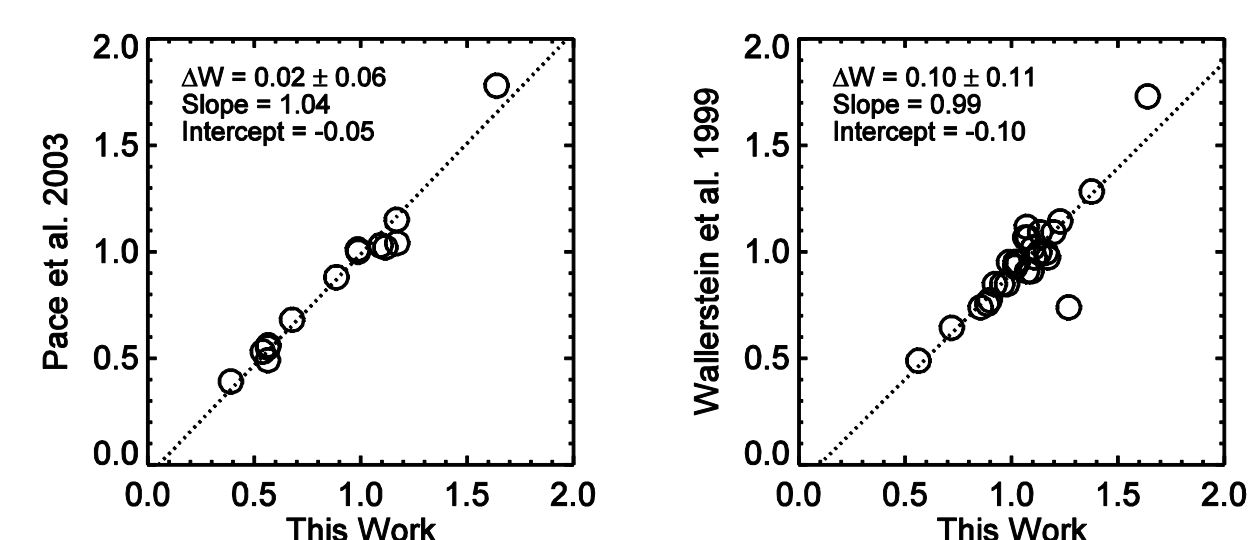 Pace et al. 2003
2.0
1.5
1.0
0.5
0.0
ΔW = 0.02 ± 0.06
Slope = 1.04
Intercept = -0.05
0.0 0.5 1.0 1.5 2.0
This Work
Wallerstein et al. 1999
2.0
1.5
1.0
0.5
0.0
ΔW = 0.10 ± 0.11
Slope = 0.99
Intercept = -0.10
0.0 0.5 1.0 1.5 2.0
This Work